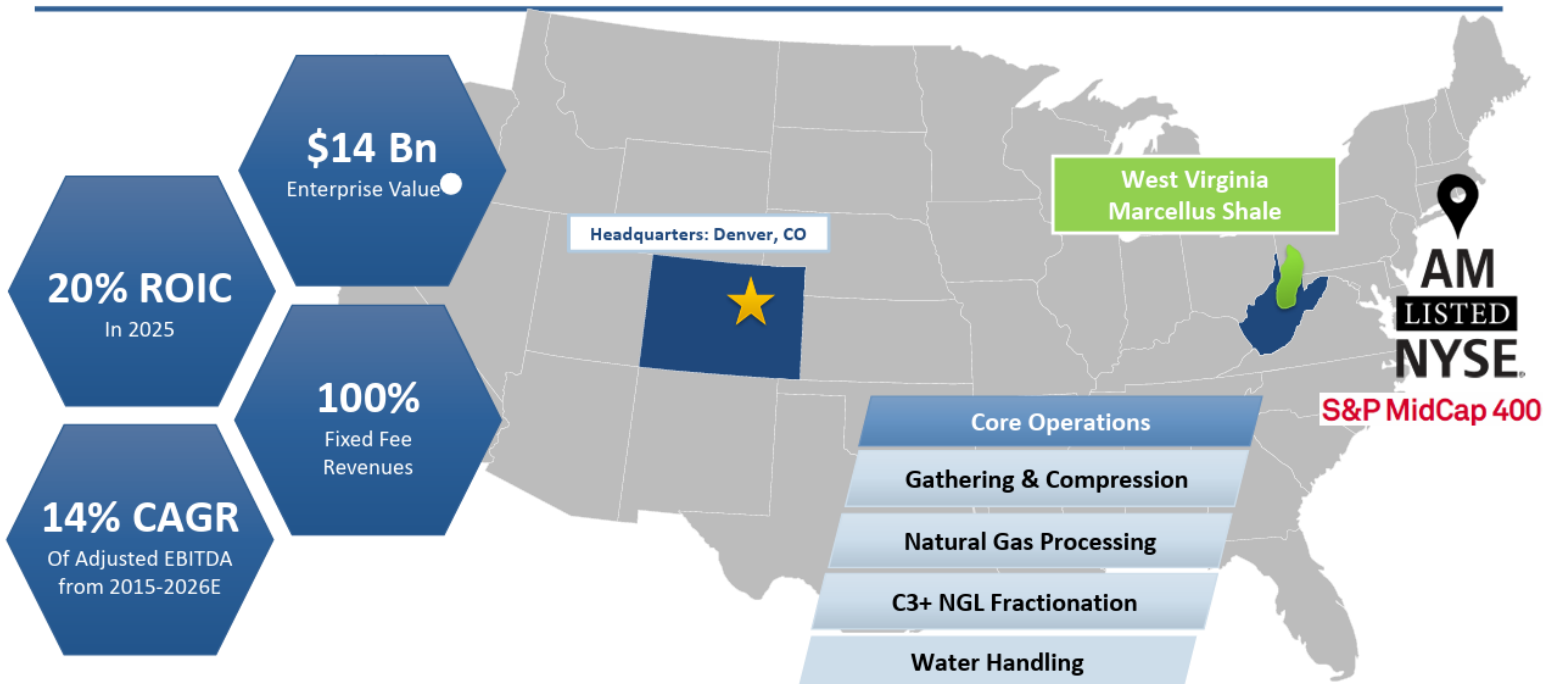 $14 Bn
Enterprise Value
20% ROIC
In 2025
100%
Fixed Fee
Revenues
14% CAGR
Of Adjusted EBITDA
from 2015-2026E
Headquarters: Denver, CO
West Virginia
Marcellus Shale
AM
LISTED
NYSE.
S&P MidCap 400
Core Operations
Gathering & Compression
Natural Gas Processing
C3+ NGL Fractionation
Water Handling